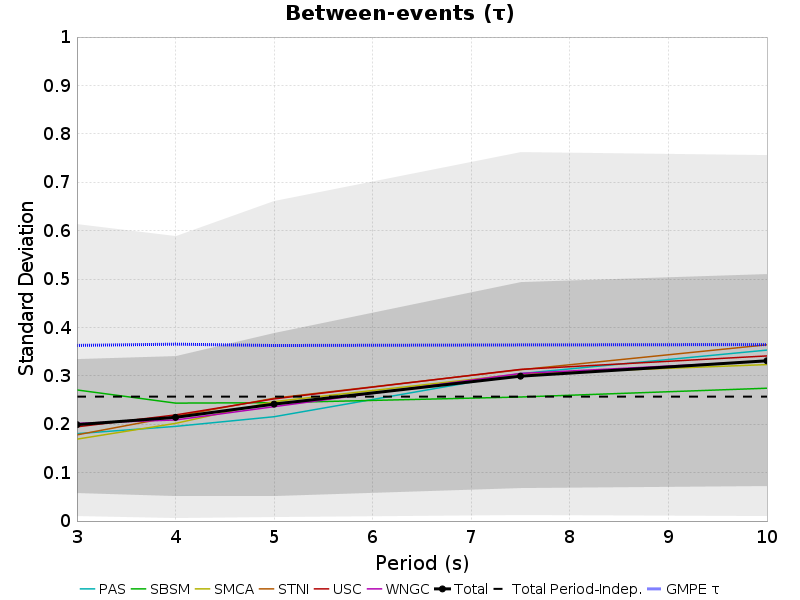 Between-events (τ)
Standard Deviation
1
0.9
0.8
0.7
0.6
0.5
0.4
0.3
0.2
0.1
0
3 4 5 6 7 8 9 10
Period (s)
PAS SBSM SMCA STNI USC WNGC Total Total Period-Indep. GMPE τ